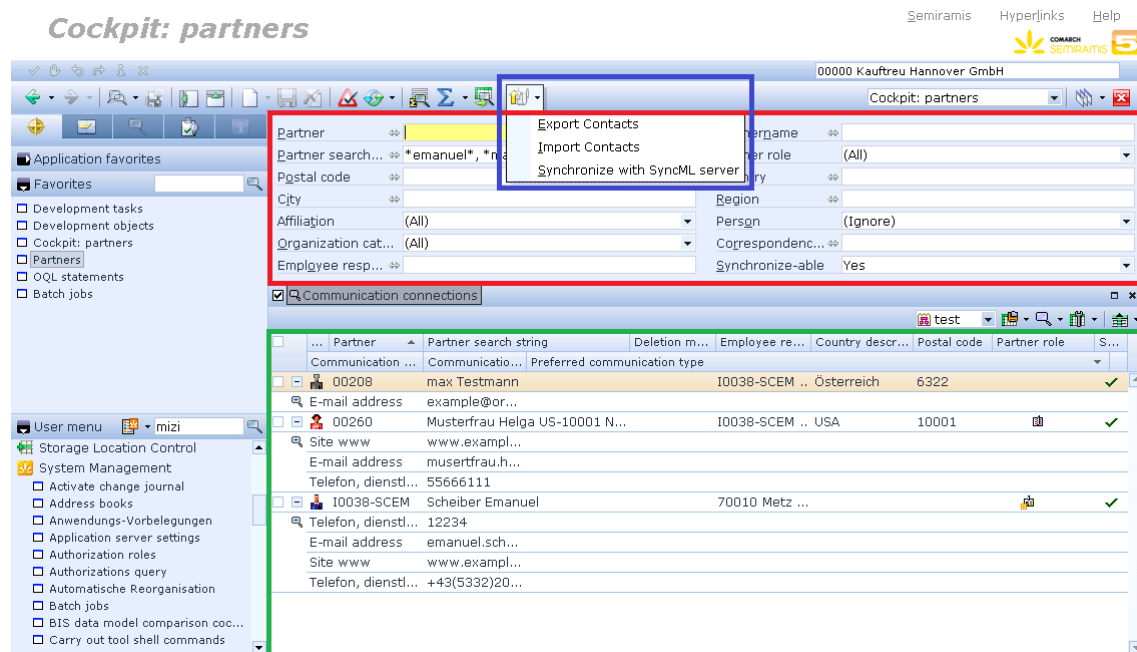 Cockpit: partners
Semiramis Hyperlinks Help
COMARCH
SEMIRAMIS 5
00000 Kauftreu Hannover GmbH
Cockpit: partners
Export Contacts
Import Contacts
Synchronize with SyncML server
Application favorites
Favorites
Development tasks
Development objects
Cockpit: partners
Partners
OQL statements
Batch jobs
User menu mizi
Storage Location Control
System Management
Activate change journal
Address books
Anwendungs-Vorbelegungen
Application server settings
Authorization roles
Authorizations query
Automatische Reorganisation
Batch jobs
BIS data model comparison coc...
Carry out tool shell commands
Partner
Partner search... *emanuel*, *ma
(All)
Postal code
City Region
Affiliation (All) Person (Ignore)
Organization cat... (All) Correspondenc...
Employee resp... Synchronize-able Yes
Communication connections
test
... Partner Partner search string Deletion m... Employee re... Country descr... Postal code Partner role S...
Communication ... Communicatio... Preferred communication type
00208 max Testmann I0038-SCEM .. Österreich 6322
E-mail address example@or...
00260 Musterfrau Helga US-10001 N... I0038-SCEM .. USA 10001
Site www www.exampl...
E-mail address musertfrau.h...
Telefon, dienstl... 55666111
I0038-SCEM Scheiber Emanuel 70010 Metz ...
Telefon, dienstl... 12234
E-mail address emanuel.sch...
Site www www.exampl...
Telefon, dienstl... +43(5332)20...